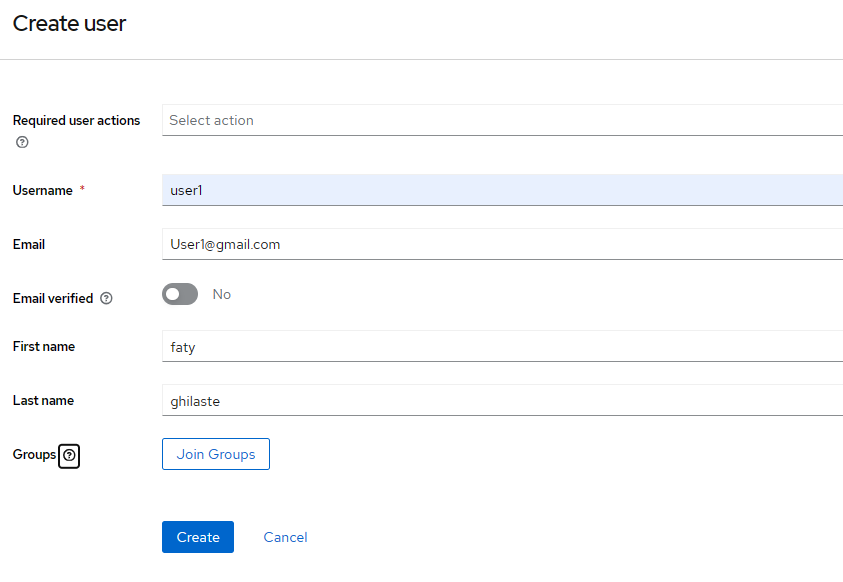 Create user
Required user actions
Select action
Username *
user1
Email
User1@gmail.com
Email verified
No
First name
faty
Last name
ghilaste
Groups
Join Groups
Create
Cancel